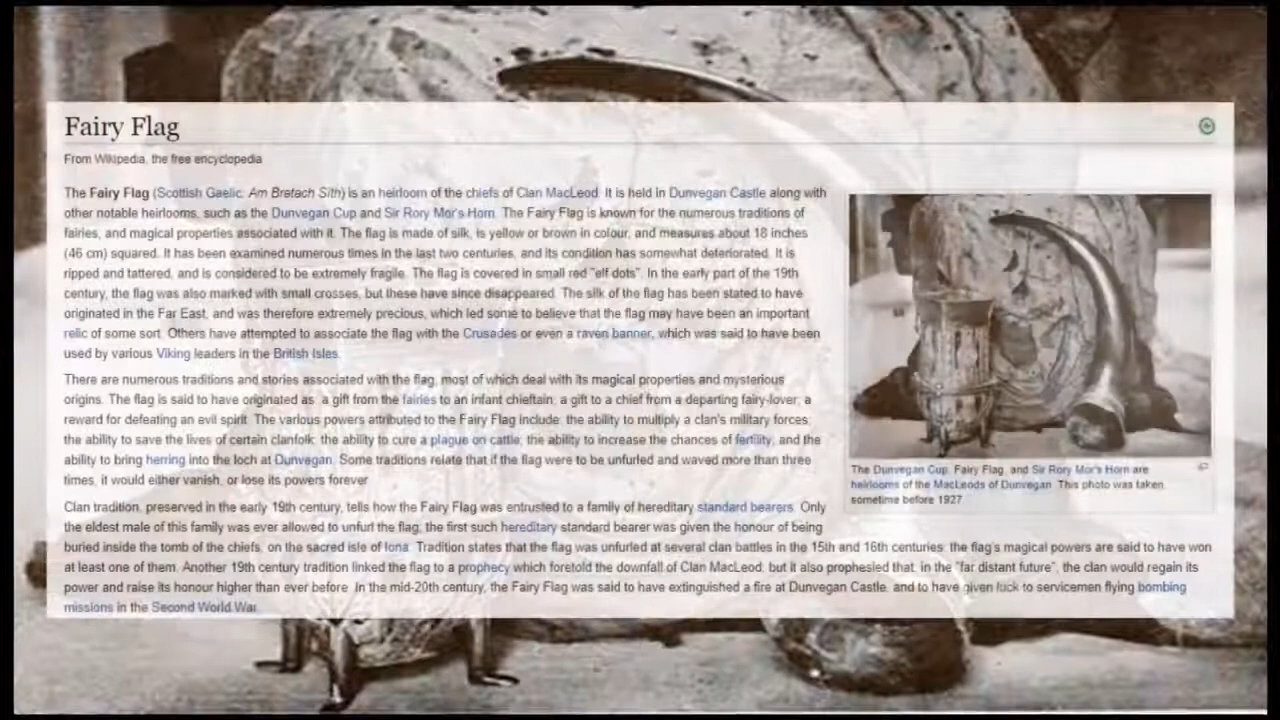 Fairy Flag
From Wikipedia, the free encyclopedia
The Fairy Flag (Scottish Gaelic: Am Bratach Sìth) is an heirloom of the chiefs of Clan MacLeod. It is held in Dunvegan Castle along with
other notable heirlooms, such as the Dunvegan Cup and Sir Rory Mor's Horn. The Fairy Flag is known for the numerous traditions of
fairies, and magical properties associated with it. The flag is made of silk, is yellow or brown in colour, and measures about 18 inches
(46 cm) squared. It has been examined numerous times in the last two centuries, and its condition has somewhat deteriorated. It is
ripped and tattered, and is considered to be extremely fragile. The flag is covered in small red "elf dots". In the early part of the 19th
century, the flag was also marked with small crosses, but these have since disappeared. The silk of the flag has been stated to have
originated in the Far East, and was therefore extremely precious, which led some to believe that the flag may have been an important
relic of some sort. Others have attempted to associate the flag with the Crusades or even a raven banner, which was said to have been
used by various Viking leaders in the British Isles.
There are numerous traditions and stories associated with the flag, most of which deal with its magical properties and mysterious
origins. The flag is said to have originated as: a gift from the fairies to an infant chieftain; a gift to a chief from a departing fairy-lover; a
reward for defeating an evil spirit. The various powers attributed to the Fairy Flag include: the ability to multiply a clan's military forces;
the ability to save the lives of certain clanfolk; the ability to cure a plague on cattle; the ability to increase the chances of fertility; and the
ability to bring herring into the loch at Dunvegan. Some traditions relate that if the flag were to be unfurled and waved more than three
times, it would either vanish, or lose its powers forever.
Clan tradition, preserved in the early 19th century, tells how the Fairy Flag was entrusted to a family of hereditary standard bearers. Only
the eldest male of this family was ever allowed to unfurl the flag; the first such hereditary standard bearer was given the honour of being
buried inside the tomb of the chiefs, on the sacred isle of Iona. Tradition states that the flag was unfurled at several clan battles in the 15th and 16th centuries; the flag's magical powers are said to have won
at least one of them. Another 19th century tradition linked the flag to a prophecy which foretold the downfall of Clan MacLeod; but it also prophesied that, in the "far distant future", the clan would regain its
power and raise its honour higher than ever before. In the mid-20th century, the Fairy Flag was said to have extinguished a fire at Dunvegan Castle, and to have given luck to servicemen flying bombing
missions in the Second World War.
The Dunvegan Cup, Fairy Flag, and Sir Rory Mor's Horn are
heirlooms of the MacLeods of Dunvegan. This photo was taken
sometime before 1927.